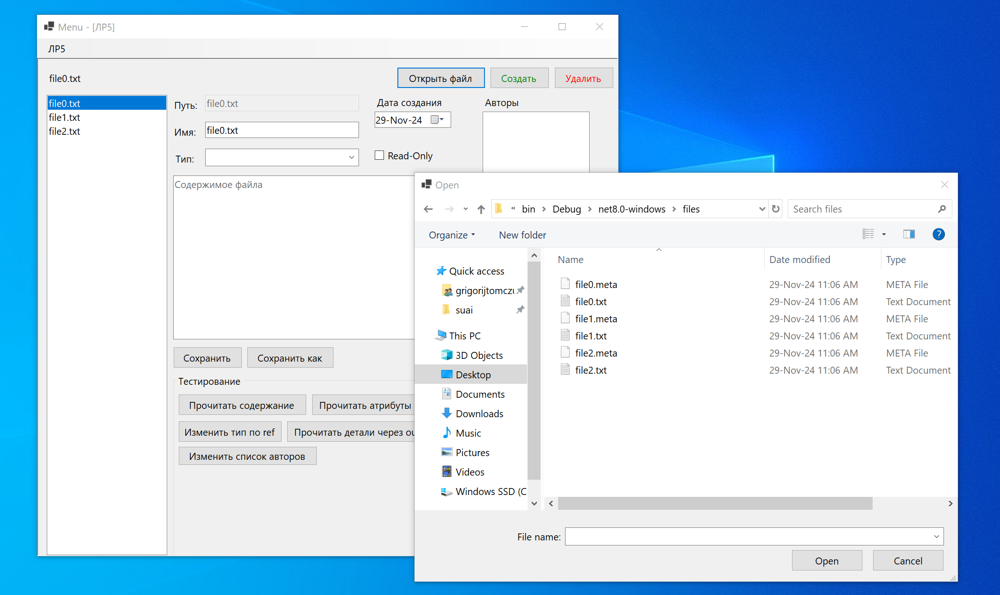 Menu - [ЛР5]
ЛР5
file0.txt
Открыть файл
Создать
Удалить
file0.txt
file1.txt
file2.txt
Путь:
file0.txt
Дата создания
Авторы
29-Nov-24
Имя:
file0.txt
Тип:
Read-Only
Содержимое файла
Сохранить
Сохранить как
Тестирование
Прочитать содержание
Прочитать атрибуты
Изменить тип по ref
Прочитать детали через ou
Изменить список авторов
Open
« bin > Debug > net8.0-windows > files
Search files
Organize
New folder
?
Quick access
grigorijtomczu
suai
This PC
3D Objects
Desktop
Documents
Downloads
Music
Pictures
Videos
Windows SSD (C
Name Date modified Type
file0.meta 29-Nov-24 11:06 AM META File
file0.txt 29-Nov-24 11:06 AM Text Document
file1.meta 29-Nov-24 11:06 AM META File
file1.txt 29-Nov-24 11:06 AM Text Document
file2.meta 29-Nov-24 11:06 AM META File
file2.txt 29-Nov-24 11:06 AM Text Document
File name:
Open
Cancel